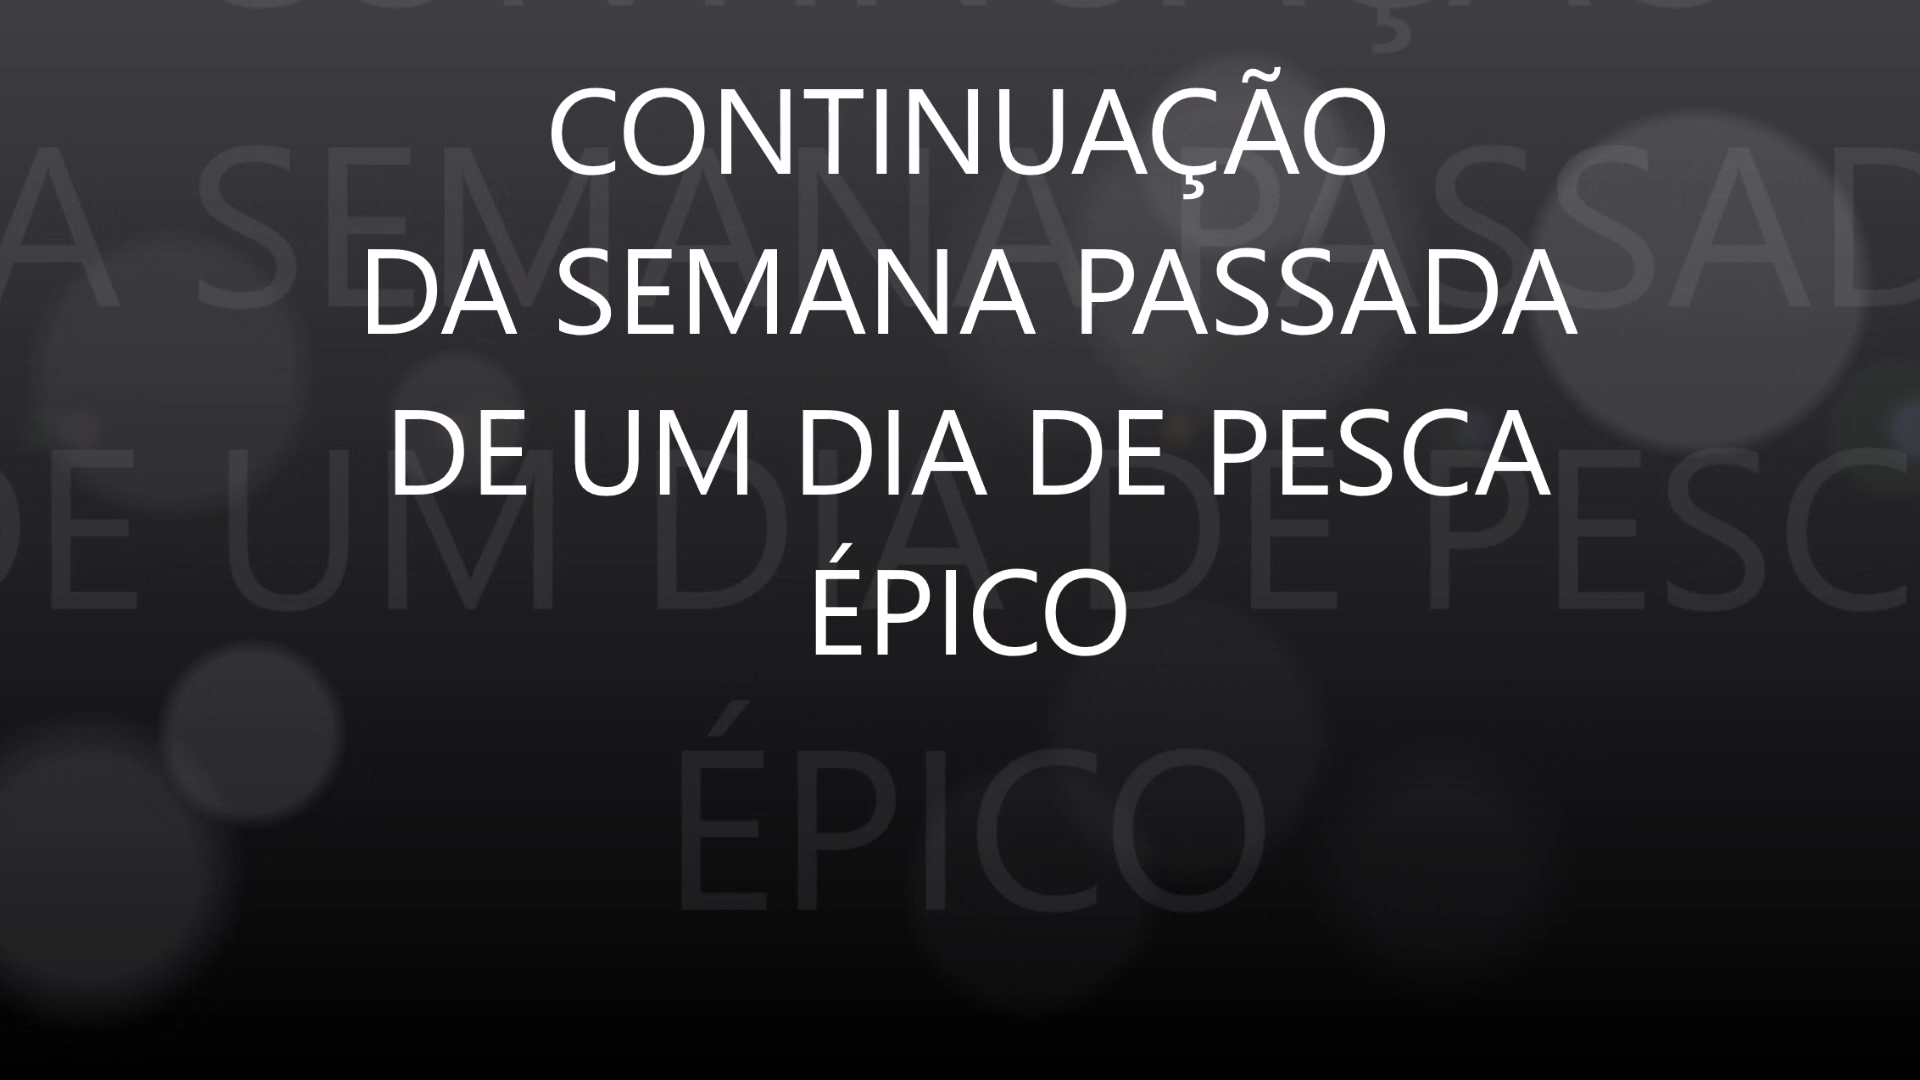 CONTINUAÇÃO
DA SEMANA PASSADA
DE UM DIA DE PESCA
ÉPICO